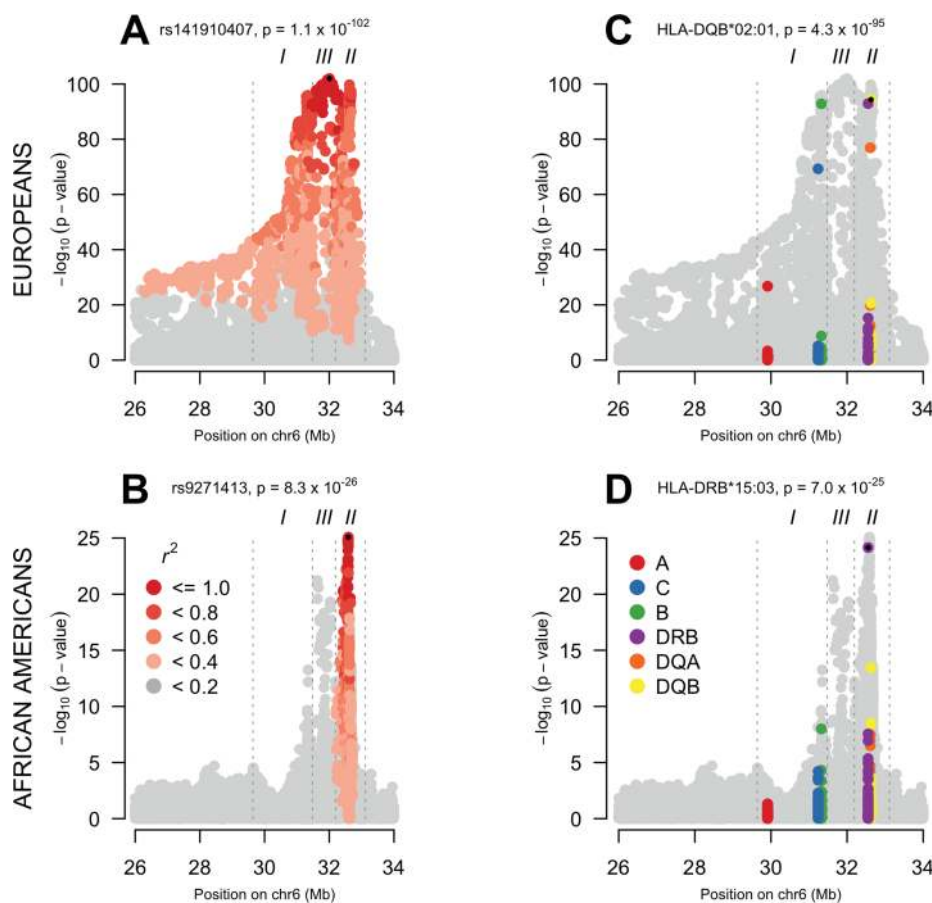 A
rs141910407, p = 1.1 x 10-102
I III II
EUROPEANS
−log10 (p − value)
100
80
60
40
20
0
26 28 30 32 34
Position on chr6 (Mb)
C
HLA-DQB*02:01, p = 4.3 x 10-95
I III II
−log10 (p − value)
100
80
60
40
20
0
26 28 30 32 34
Position on chr6 (Mb)
B
rs9271413, p = 8.3 x 10-26
I III II
AFRICAN AMERICANS
−log10 (p − value)
25
20
15
10
5
0
r2
<= 1.0
< 0.8
< 0.6
< 0.4
< 0.2
26 28 30 32 34
Position on chr6 (Mb)
D
HLA-DRB*15:03, p = 7.0 x 10-25
I III II
−log10 (p − value)
25
20
15
10
5
0
A
C
B
DRB
DQA
DQB
26 28 30 32 34
Position on chr6 (Mb)